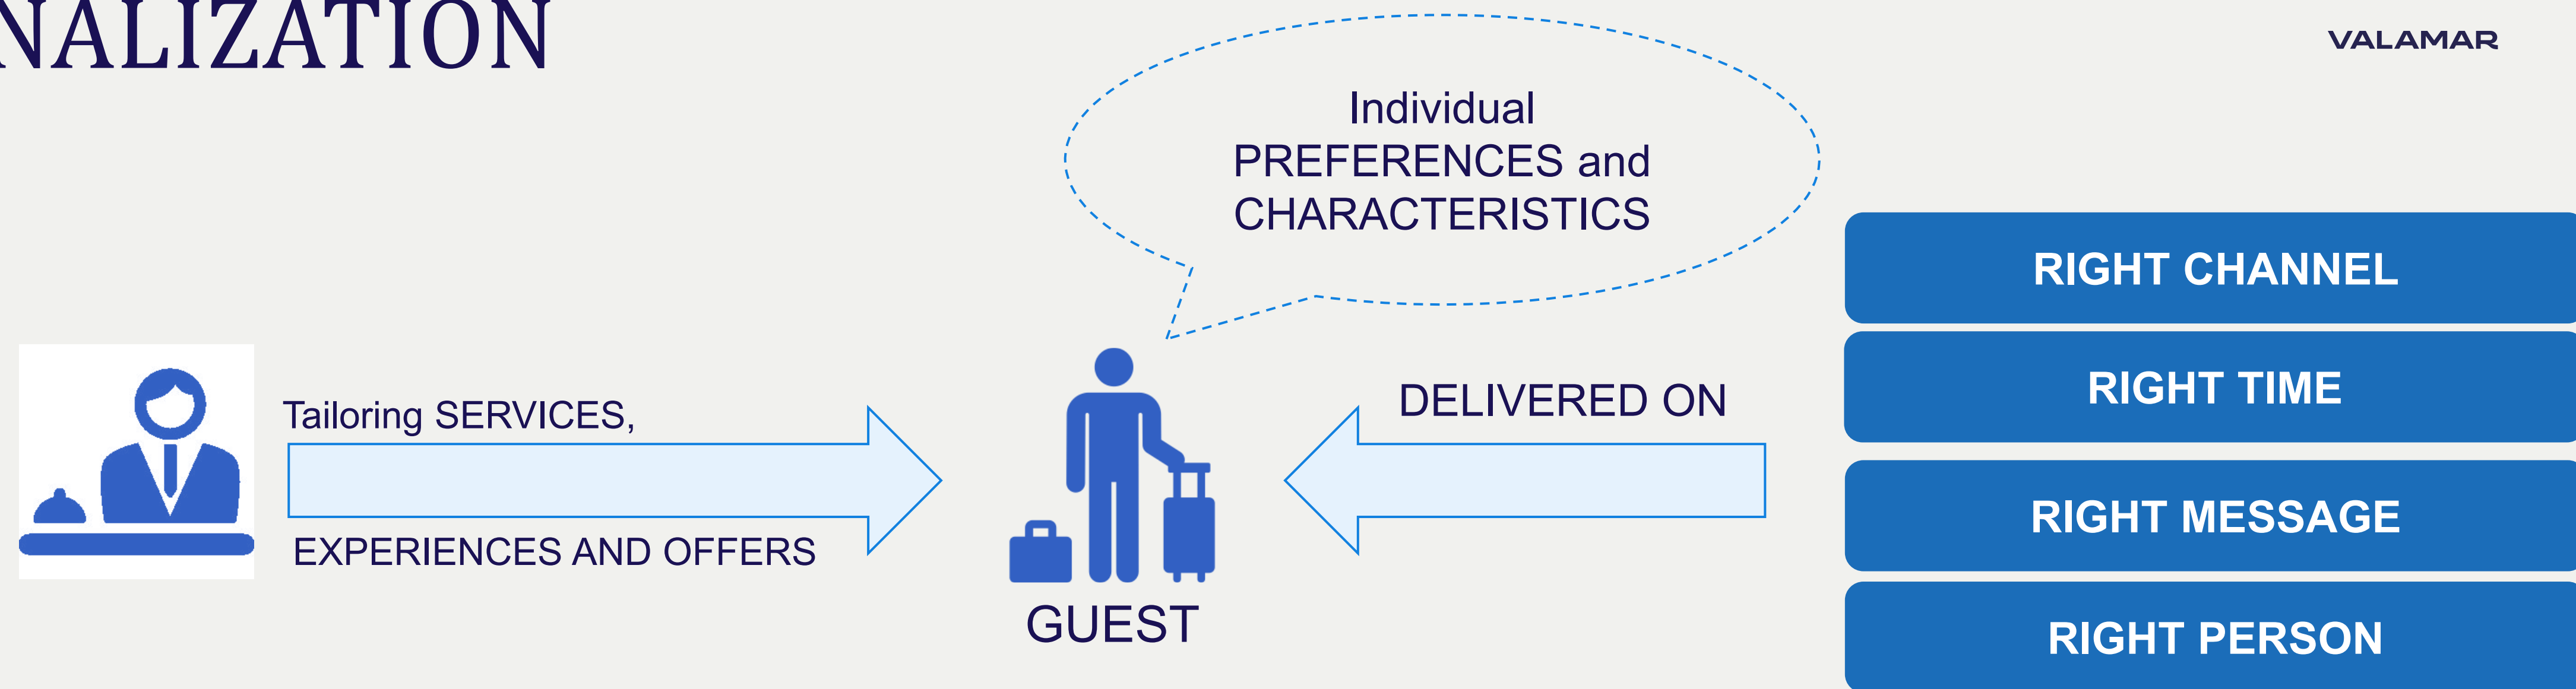 NALIZATION
VALAMAR
Individual
PREFERENCES and
CHARACTERISTICS
Tailoring SERVICES,
EXPERIENCES AND OFFERS
GUEST
DELIVERED ON
RIGHT CHANNEL
RIGHT TIME
RIGHT MESSAGE
RIGHT PERSON